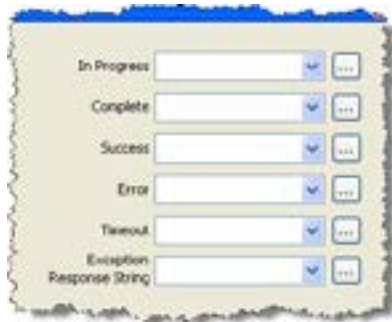 In Progress
Complete
Success
Error
Timeout
Exception
Response String